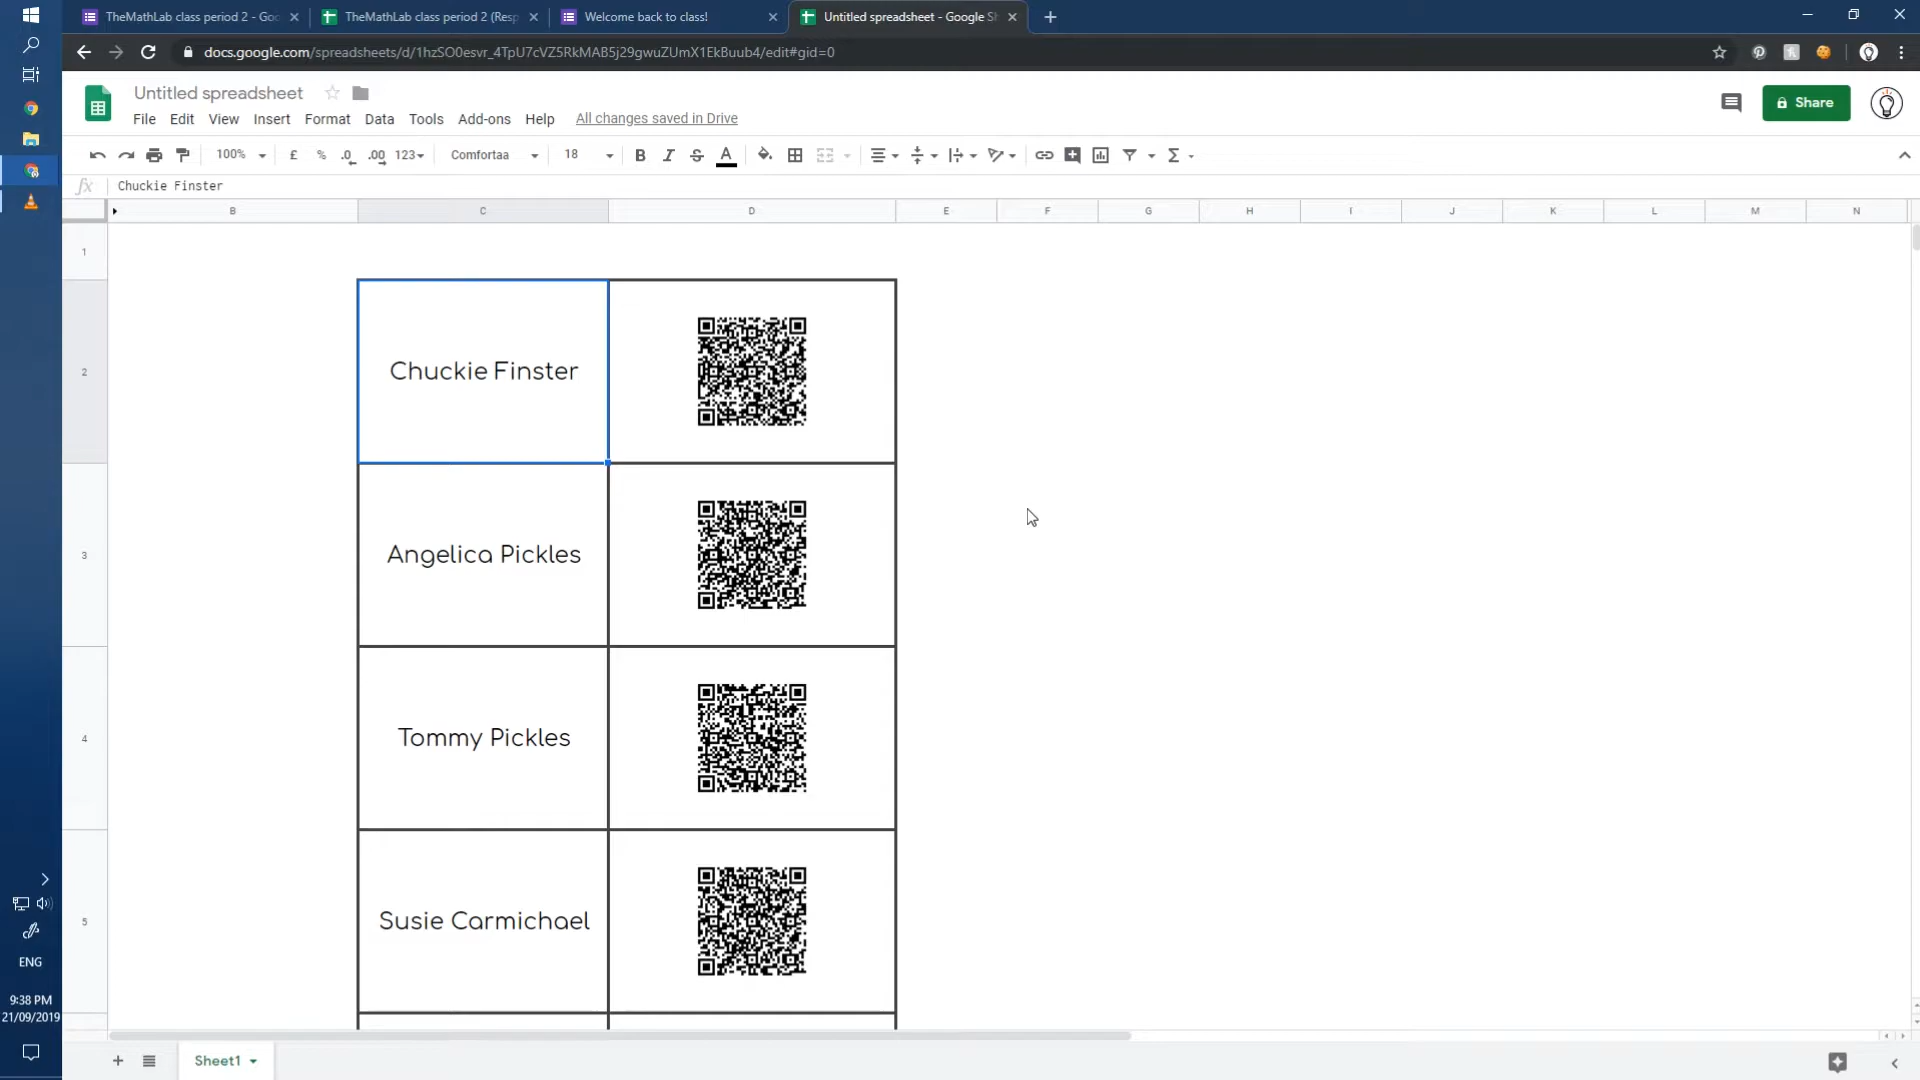 TheMathLab class period 2 - Goo
TheMathLab class period 2 (Resp
Welcome back to class!
Untitled spreadsheet - Google Sh
docs.google.com/spreadsheets/d/1hzSO0esvr_4TpU7cVZ5RkMAB5j29gwuZUmX1EkBuub4/edit#gid=0
Untitled spreadsheet
File Edit View Insert Format Data Tools Add-ons Help All changes saved in Drive
Share
100% £ % .0 .00 123 Comfortaa 18 B I S A Σ
fx Chuckie Finster
B C D E F G H I J K L M N
1
2 Chuckie Finster
3 Angelica Pickles
4 Tommy Pickles
5 Susie Carmichael
ENG
9:38 PM
21/09/2019
Sheet1